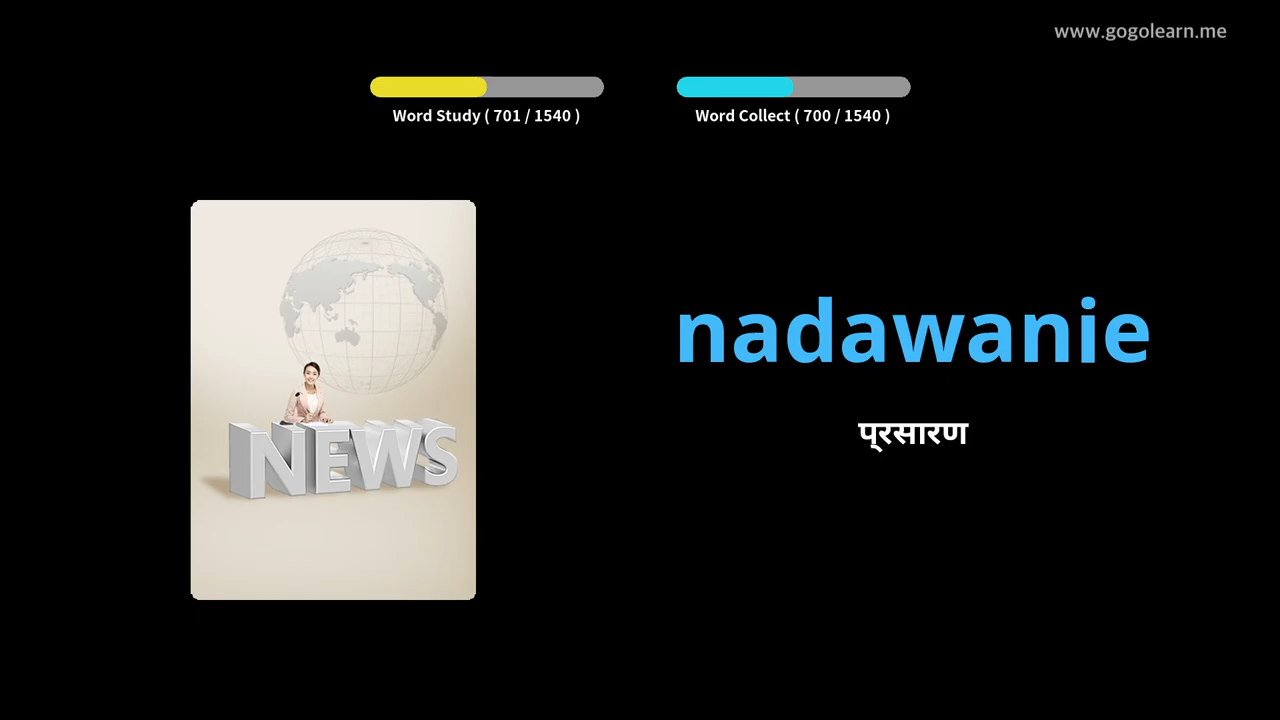 www.gogolearn.me
Word Study ( 701 / 1540 )
Word Collect ( 700 / 1540 )
NEWS
nadawanie
प्रसारण